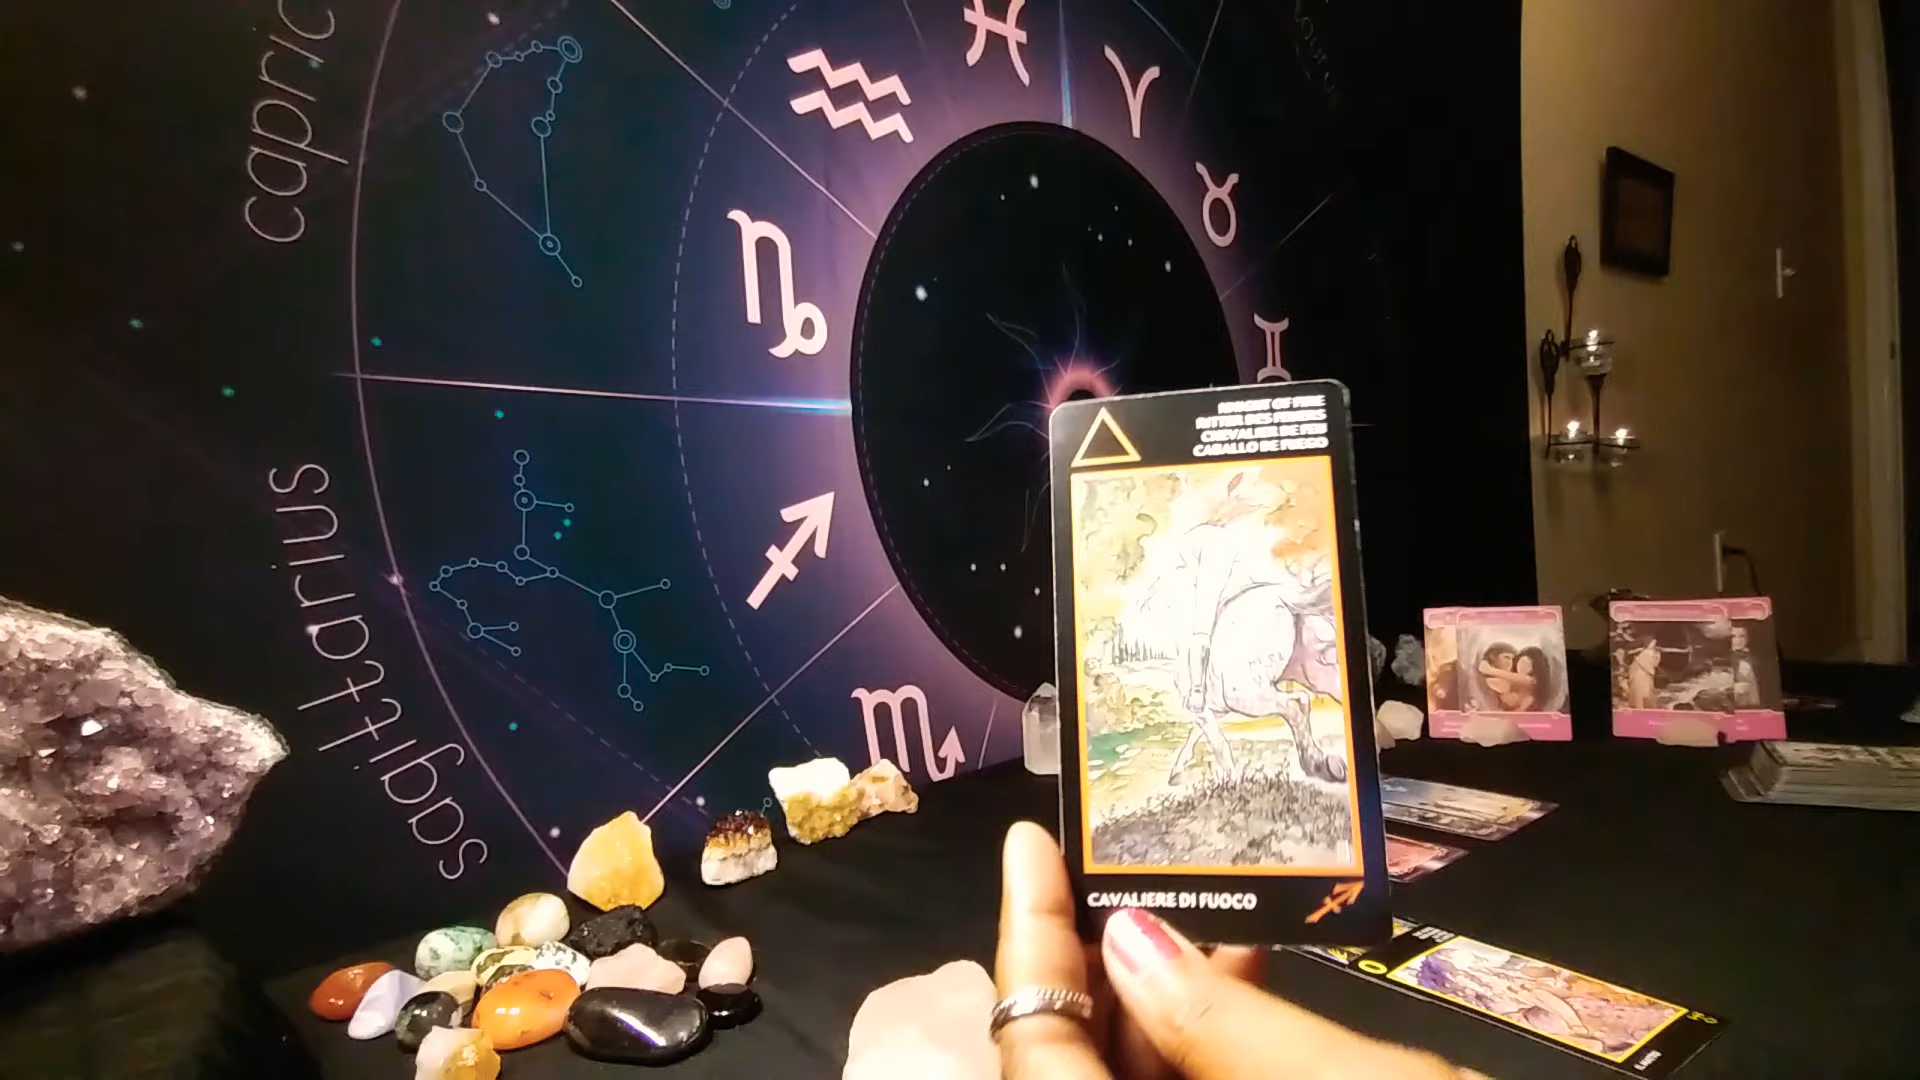 capric
sagittarius
KNIGHT OF FIRE
RITTER DES FEUERS
CHEVALIER DE FEU
CABALLO DE FUEGO
CAVALIERE DI FUOCO